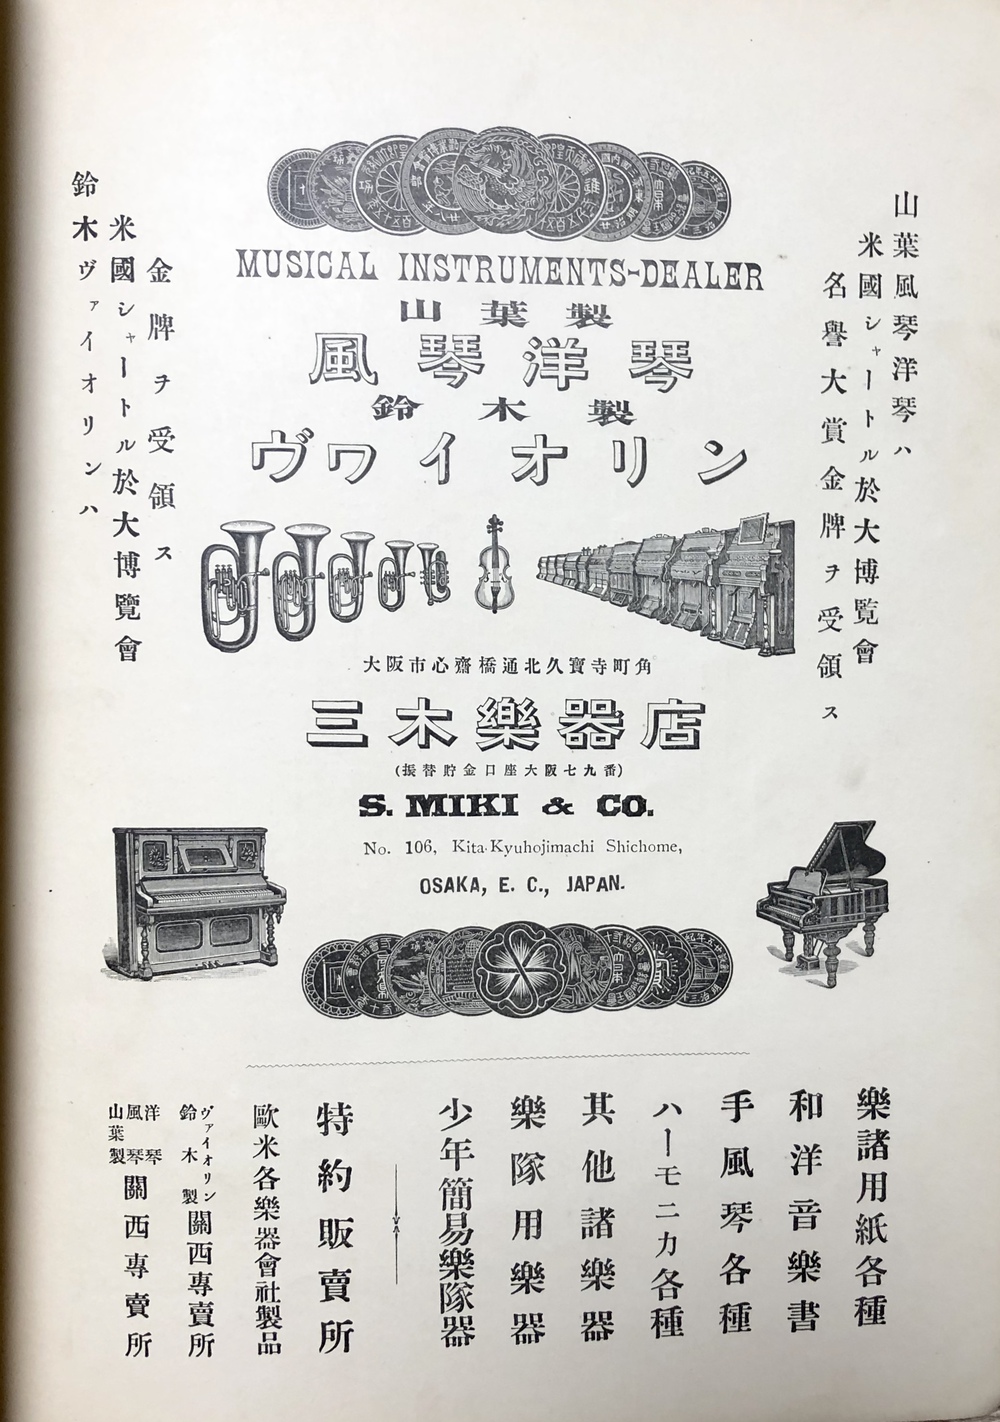 MUSICAL INSTRUMENTS-DEALER
山葉製
風琴洋琴
鈴木製
ヴワイオリン
山葉風琴洋琴ハ
米國シャートル於大博覧會
名譽大賞金牌ヲ受領ス
鈴木ヴァイオリンハ
米國シャートル於大博覽會
金牌ヲ受領ス
大阪市心齋橋通北久寶寺町角
三木樂器店
(振替貯金口座大阪七九番)
S. MIKI & CO.
No. 106, Kita-Kyuhojimachi Shichome,
OSAKA, E. C., JAPAN.
樂諸用紙各種
和洋音樂書
手風琴各種
ハーモニカ各種
其他諸樂器
樂隊用樂器
少年簡易樂隊器
特約販賣所
歐米各樂器會社製品
ヴァイオリン
鈴木製
關西專賣所
洋琴
風琴
山葉製
關西專賣所